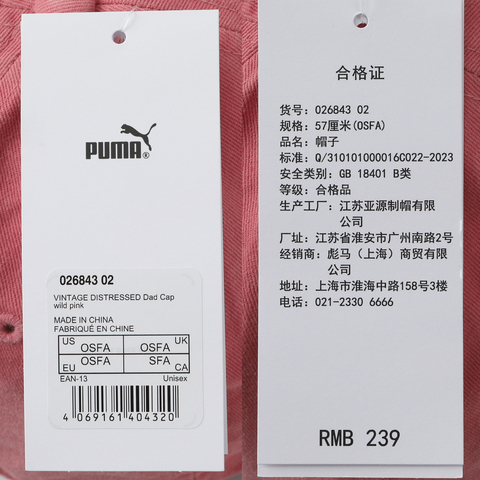 PUMA®
026843 02
VINTAGE DISTRESSED Dad Cap
wild pink
MADE IN CHINA
FABRIQUÉ EN CHINE
US OSFA OSFA UK
EU OSFA SFA CA
EAN-13 Unisex
4 069161 404320
合格证
货号: 026843 02
规格: 57厘米(OSFA)
品名: 帽子
标准: Q/310101000016C022-2023
安全类别: GB 18401 B类
等级: 合格品
生产工厂: 江苏亚源制帽有限
公司
厂址: 江苏省淮安市广州南路2号
经销商: 彪马（上海）商贸有限
公司
地址: 上海市淮海中路158号3楼
电话: 021-2330 6666
RMB 239